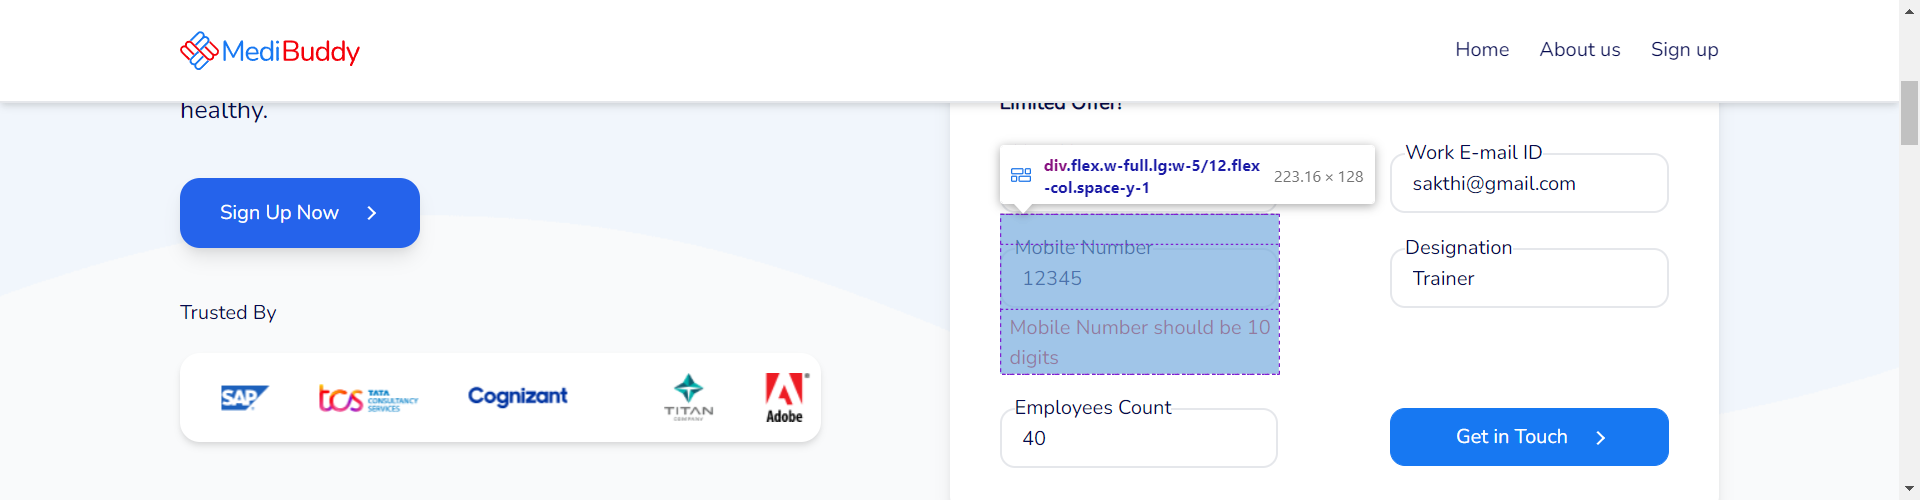 MediBuddy
Home
About us
Sign up
healthy.
Limited Offer!
div.flex.w-full.lg:w-5/12.flex
-col.space-y-1
223.16 × 128
Work E-mail ID
sakthi@gmail.com
Sign Up Now
Mobile Number
12345
Designation
Trainer
Trusted By
Mobile Number should be 10
digits
SAP
tcs TATA
CONSULTANCY
SERVICES
Cognizant
TITAN
COMPANY
Adobe
Employees Count
40
Get in Touch